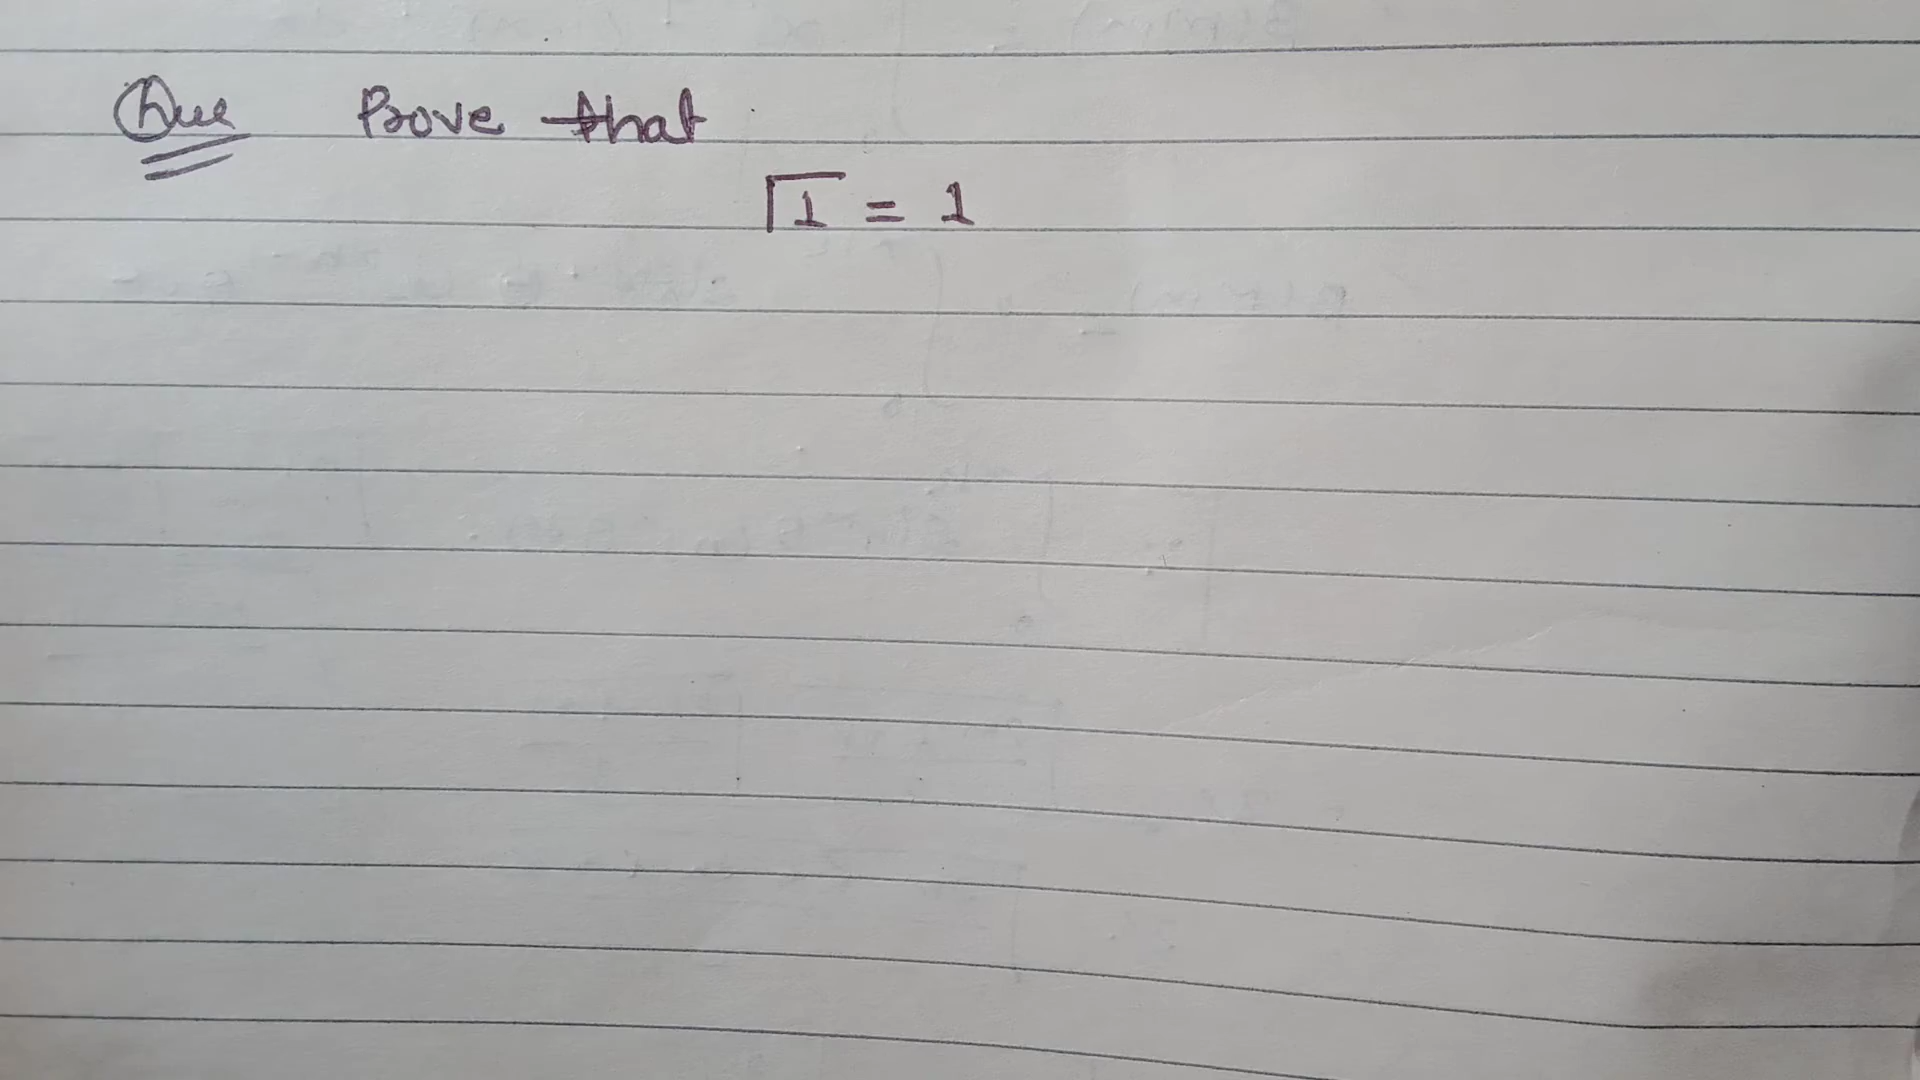 Que Prove that
Γ1 = 1